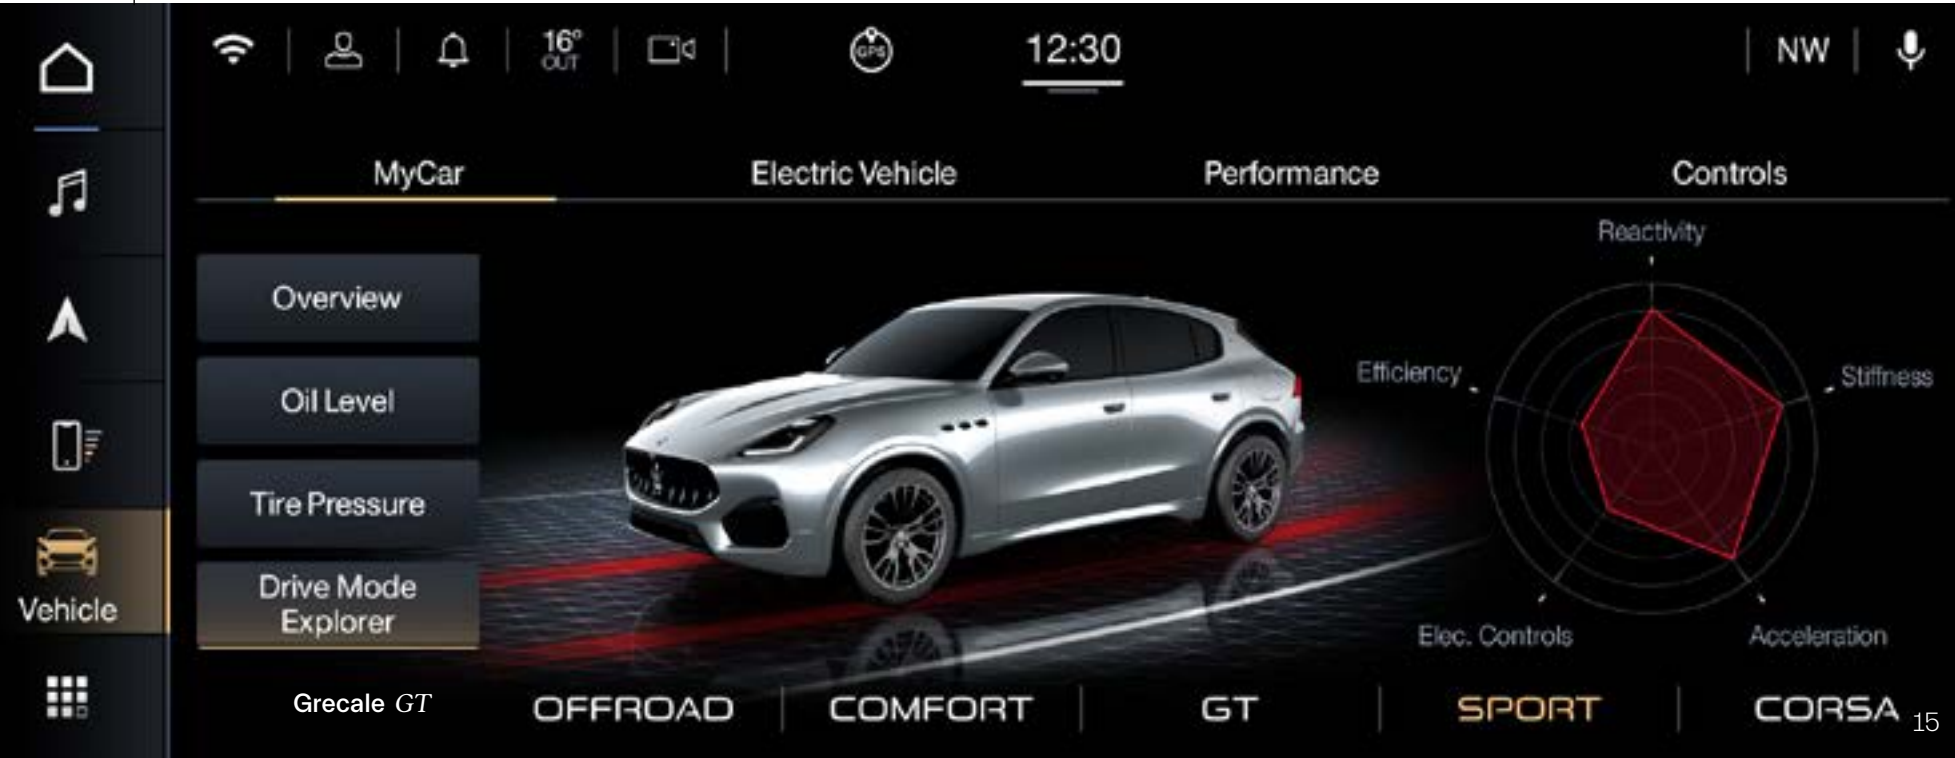 16°
OUT
GPS
12:30
NW
MyCar
Electric Vehicle
Performance
Controls
Overview
Oil Level
Tire Pressure
Drive Mode
Explorer
Reactivity
Efficiency
Stiffness
Elec. Controls
Acceleration
Vehicle
Grecale GT
OFFROAD
COMFORT
GT
SPORT
CORSA
15